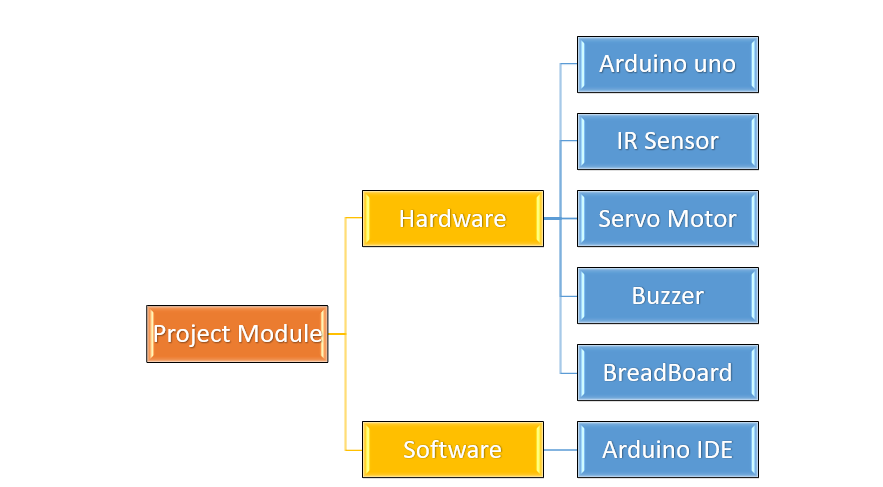 Project Module
Hardware
Arduino uno
IR Sensor
Servo Motor
Buzzer
BreadBoard
Software
Arduino IDE